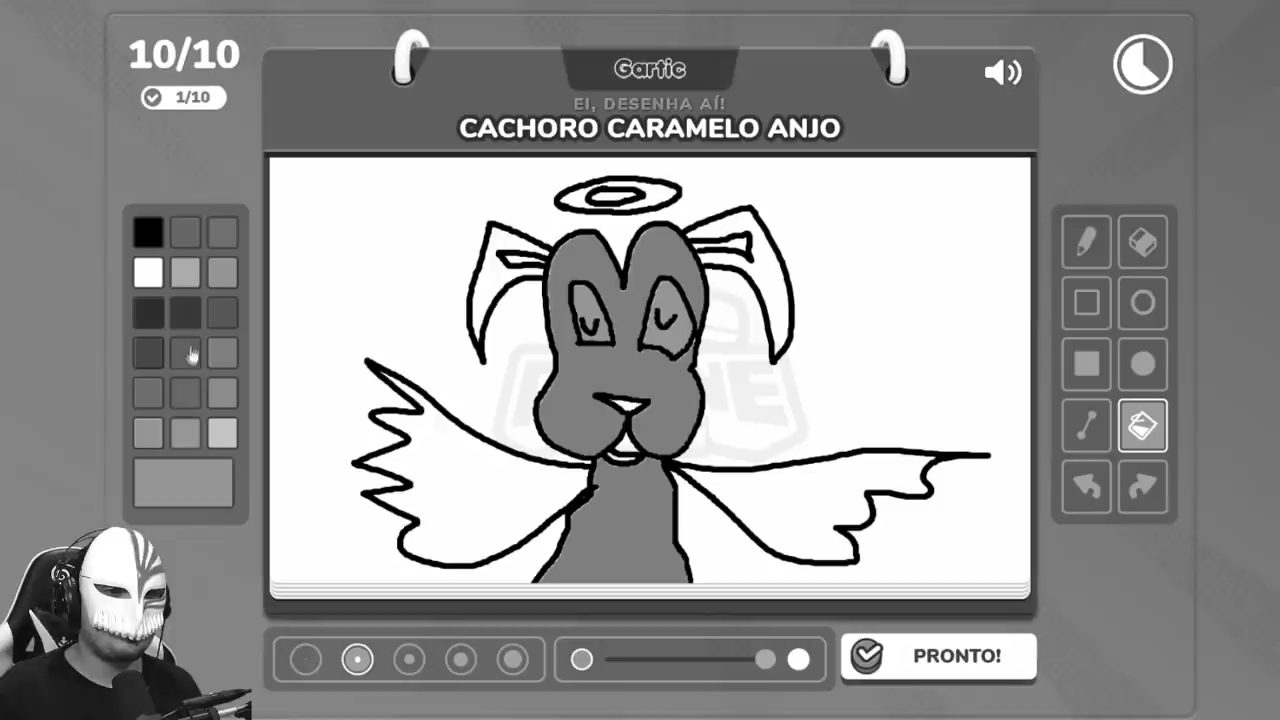 10/10
1/10
Gartic
EI, DESENHA AÍ!
CACHORO CARAMELO ANJO
PRONTO!